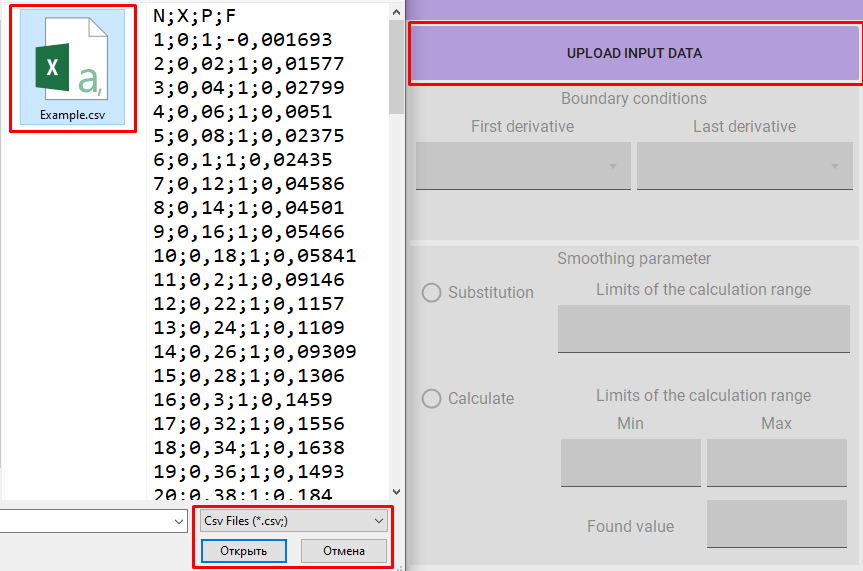 X
a,
Example.csv
N;X;P;F
1;0;1;-0,001693
2;0,02;1;0,01577
3;0,04;1;0,02799
4;0,06;1;0,0051
5;0,08;1;0,02375
6;0,1;1;0,02435
7;0,12;1;0,04586
8;0,14;1;0,04501
9;0,16;1;0,05466
10;0,18;1;0,05841
11;0,2;1;0,09146
12;0,22;1;0,1157
13;0,24;1;0,1109
14;0,26;1;0,09309
15;0,28;1;0,1306
16;0,3;1;0,1459
17;0,32;1;0,1556
18;0,34;1;0,1638
19;0,36;1;0,1493
20;0,38;1;0,184
Csv Files (*.csv;)
Открыть
Отмена
UPLOAD INPUT DATA
Boundary conditions
First derivative
Last derivative
Smoothing parameter
Substitution
Limits of the calculation range
Calculate
Limits of the calculation range
Min
Max
Found value